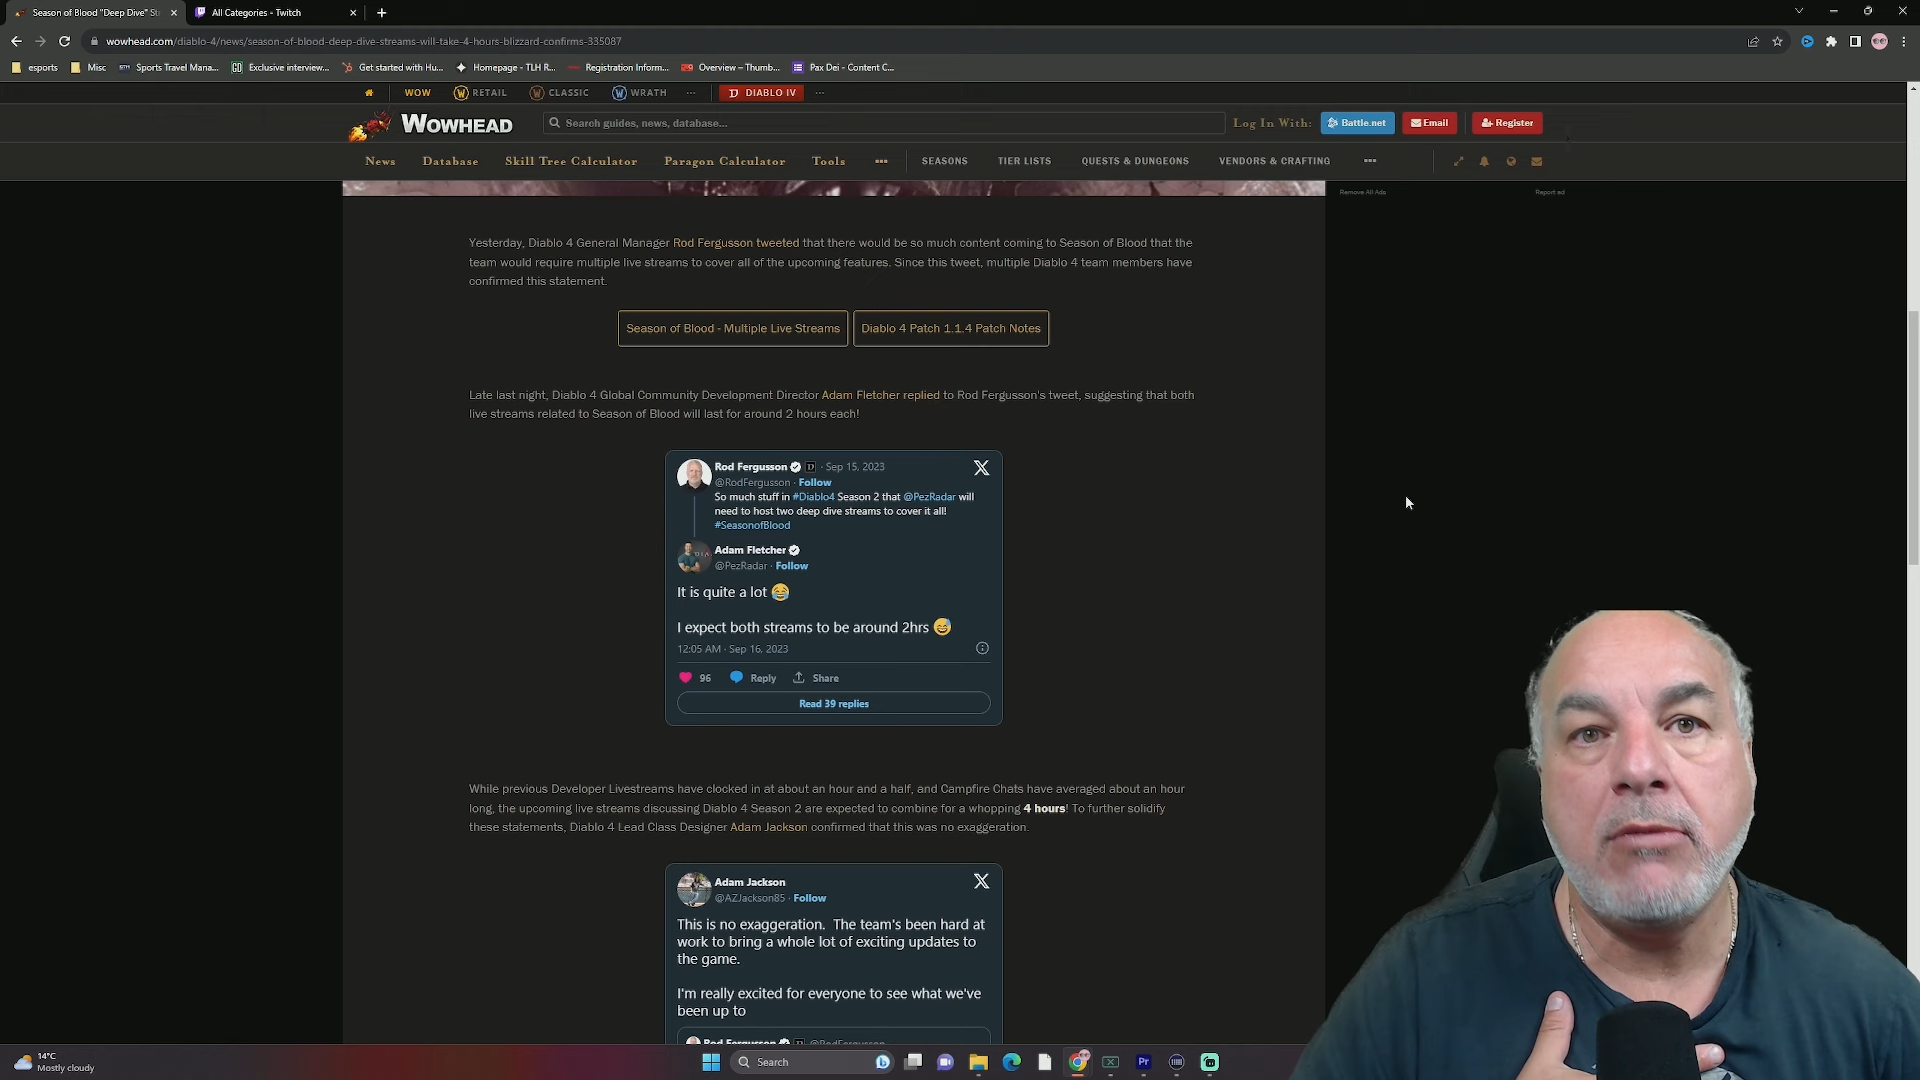 Season of Blood "Deep Dive" St
All Categories - Twitch
wowhead.com/diablo-4/news/season-of-blood-deep-dive-streams-will-take-4-hours-blizzard-confirms-335087
esports
Misc
Sports Travel Mana...
Exclusive interview...
Get started with Hu...
Homepage - TLH R...
Registration Inform...
Overview – Thumb...
Pax Dei - Content C...
WOW
RETAIL
CLASSIC
WRATH
DIABLO IV
WOWHEAD
Search guides, news, database...
Log In With:
Battle.net
Email
Register
News
Database
Skill Tree Calculator
Paragon Calculator
Tools
SEASONS
TIER LISTS
QUESTS & DUNGEONS
VENDORS & CRAFTING
Remove All Ads
Report ad
Yesterday, Diablo 4 General Manager Rod Fergusson tweeted that there would be so much content coming to Season of Blood that the
team would require multiple live streams to cover all of the upcoming features. Since this tweet, multiple Diablo 4 team members have
confirmed this statement.
Season of Blood - Multiple Live Streams
Diablo 4 Patch 1.1.4 Patch Notes
Late last night, Diablo 4 Global Community Development Director Adam Fletcher replied to Rod Fergusson's tweet, suggesting that both
live streams related to Season of Blood will last for around 2 hours each!
Rod Fergusson · Sep 15, 2023
@RodFergusson · Follow
So much stuff in #Diablo4 Season 2 that @PezRadar will
need to host two deep dive streams to cover it all!
#SeasonofBlood
Adam Fletcher
@PezRadar · Follow
It is quite a lot 😂
I expect both streams to be around 2hrs 😅
12:05 AM · Sep 16, 2023
96
Reply
Share
Read 39 replies
While previous Developer Livestreams have clocked in at about an hour and a half, and Campfire Chats have averaged about an hour
long, the upcoming live streams discussing Diablo 4 Season 2 are expected to combine for a whopping 4 hours! To further solidify
these statements, Diablo 4 Lead Class Designer Adam Jackson confirmed that this was no exaggeration.
Adam Jackson
@AZJackson85 · Follow
This is no exaggeration. The team's been hard at
work to bring a whole lot of exciting updates to
the game.
I'm really excited for everyone to see what we've
been up to
Rod Fergusson @RodFergusson
14°C
Mostly cloudy
Search
Pr